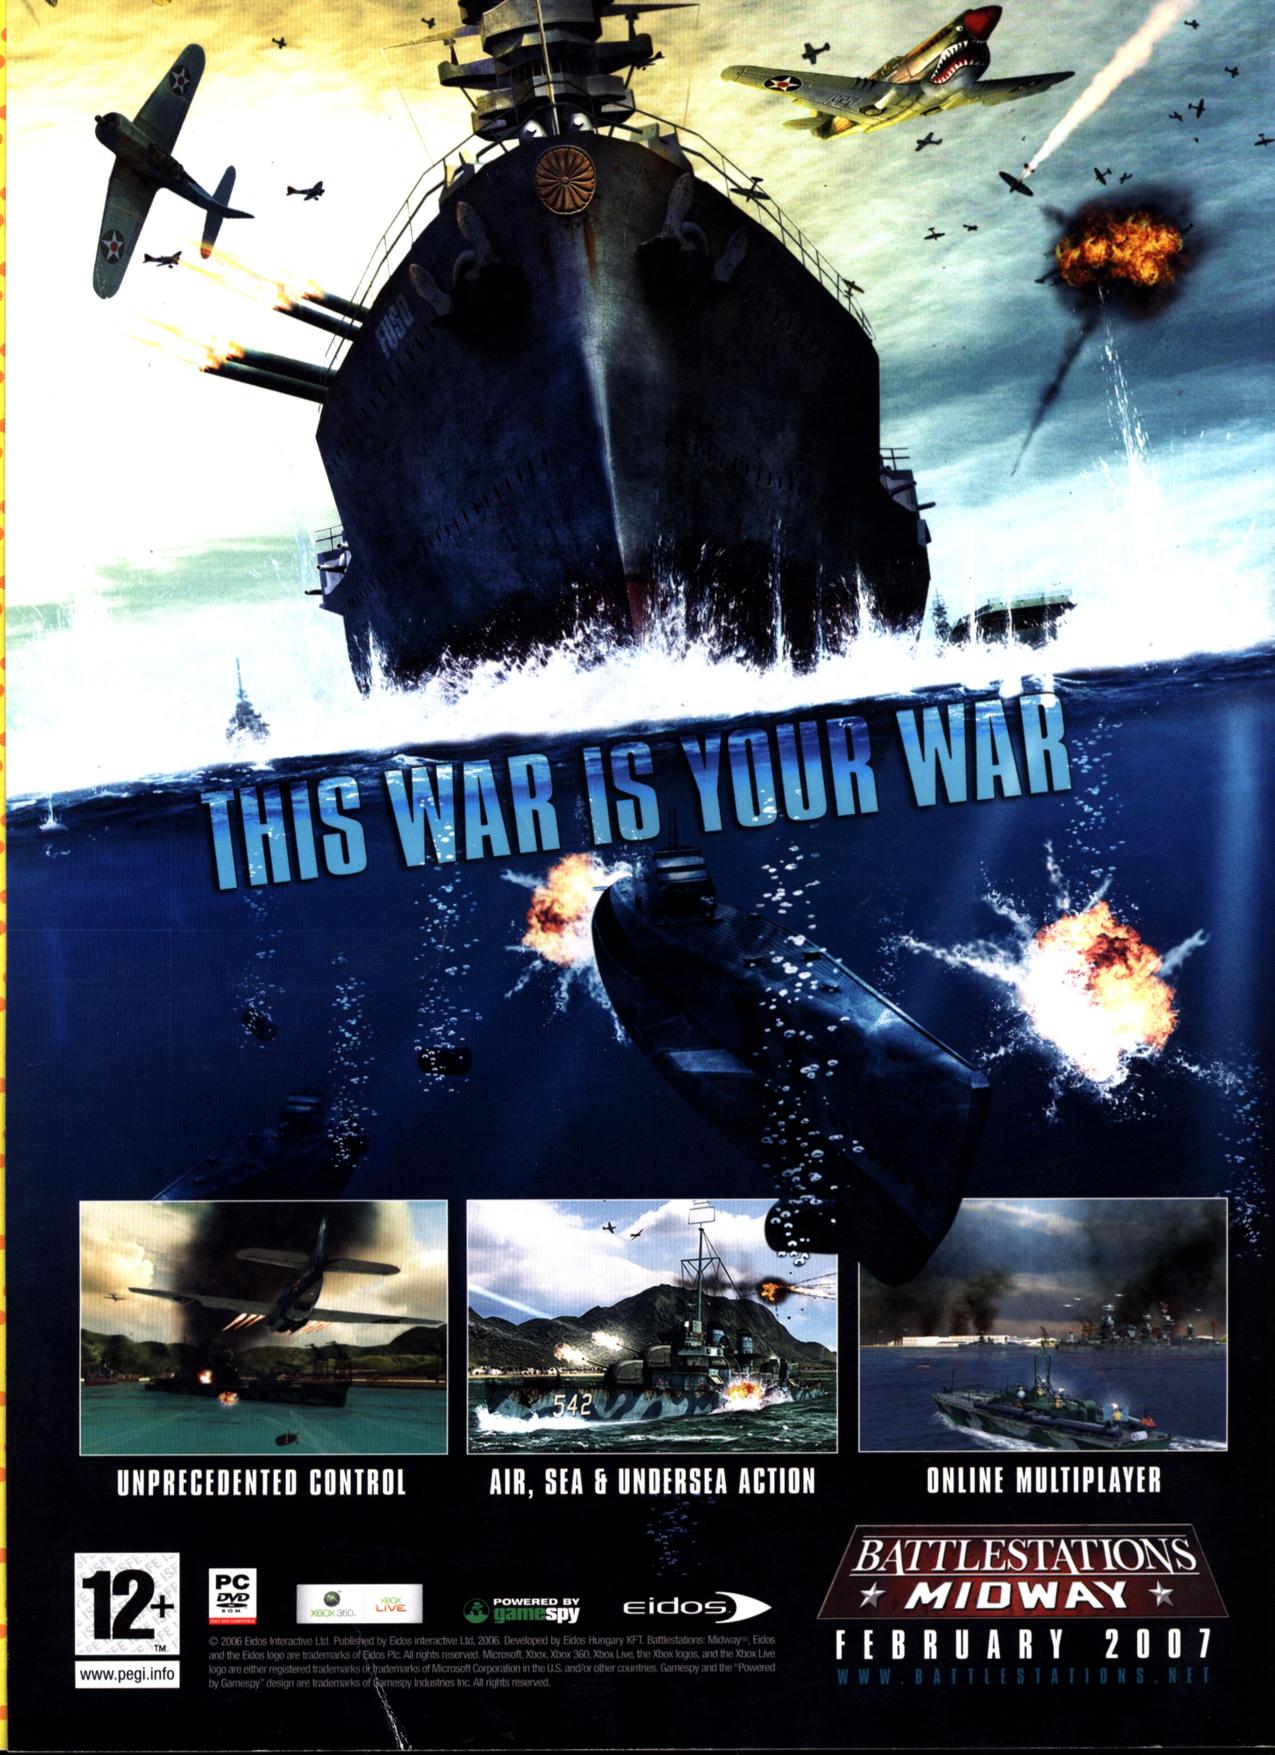 FUSO
THIS WAR IS YOUR WAR
542
UNPRECEDENTED CONTROL
AIR, SEA & UNDERSEA ACTION
ONLINE MULTIPLAYER
12+
TM
www.pegi.info
PC
DVD
ROM
XBOX 360
XBOX
LIVE
POWERED BY
gamespy
eidos
BATTLESTATIONS
MIDWAY
FEBRUARY 2007
WWW.BATTLESTATIONS.NET
© 2006 Eidos Interactive Ltd. Published by Eidos interactive Ltd, 2006. Developed by Eidos Hungary KFT. Battlestations: Midway™, Eidos
and the Eidos logo are trademarks of Eidos Plc. All rights reserved. Microsoft, Xbox, Xbox 360, Xbox Live, the Xbox logos, and the Xbox Live
logo are either registered trademarks or trademarks of Microsoft Corporation in the U.S. and/or other countries. Gamespy and the "Powered
by Gamespy" design are trademarks of Gamespy Industries Inc. All rights reserved.